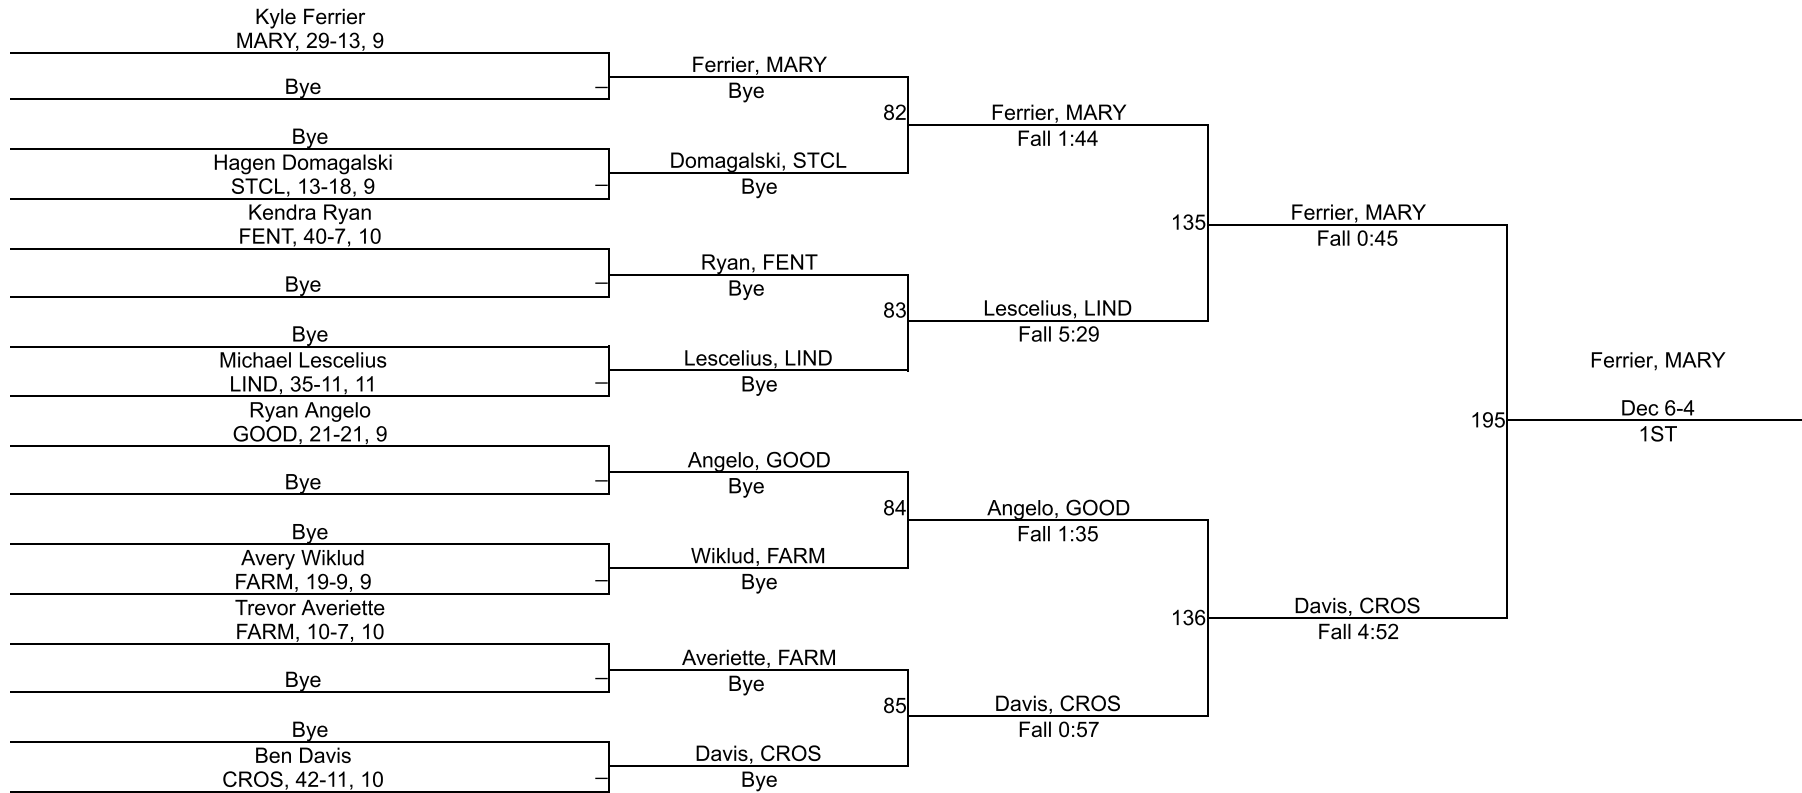 Kyle Ferrier
MARY, 29-13, 9
Bye
Bye
Hagen Domagalski
STCL, 13-18, 9
Kendra Ryan
FENT, 40-7, 10
Bye
Bye
Michael Lescelius
LIND, 35-11, 11
Ryan Angelo
GOOD, 21-21, 9
Bye
Bye
Avery Wiklud
FARM, 19-9, 9
Trevor Averiette
FARM, 10-7, 10
Bye
Bye
Ben Davis
CROS, 42-11, 10
Ferrier, MARY
Bye
82
Domagalski, STCL
Bye
Ryan, FENT
Bye
83
Lescelius, LIND
Bye
Angelo, GOOD
Bye
84
Wiklud, FARM
Bye
Averiette, FARM
Bye
85
Davis, CROS
Bye
Ferrier, MARY
Fall 1:44
135
Lescelius, LIND
Fall 5:29
Angelo, GOOD
Fall 1:35
136
Davis, CROS
Fall 0:57
Ferrier, MARY
Fall 0:45
195
Davis, CROS
Fall 4:52
Ferrier, MARY
Dec 6-4
1ST